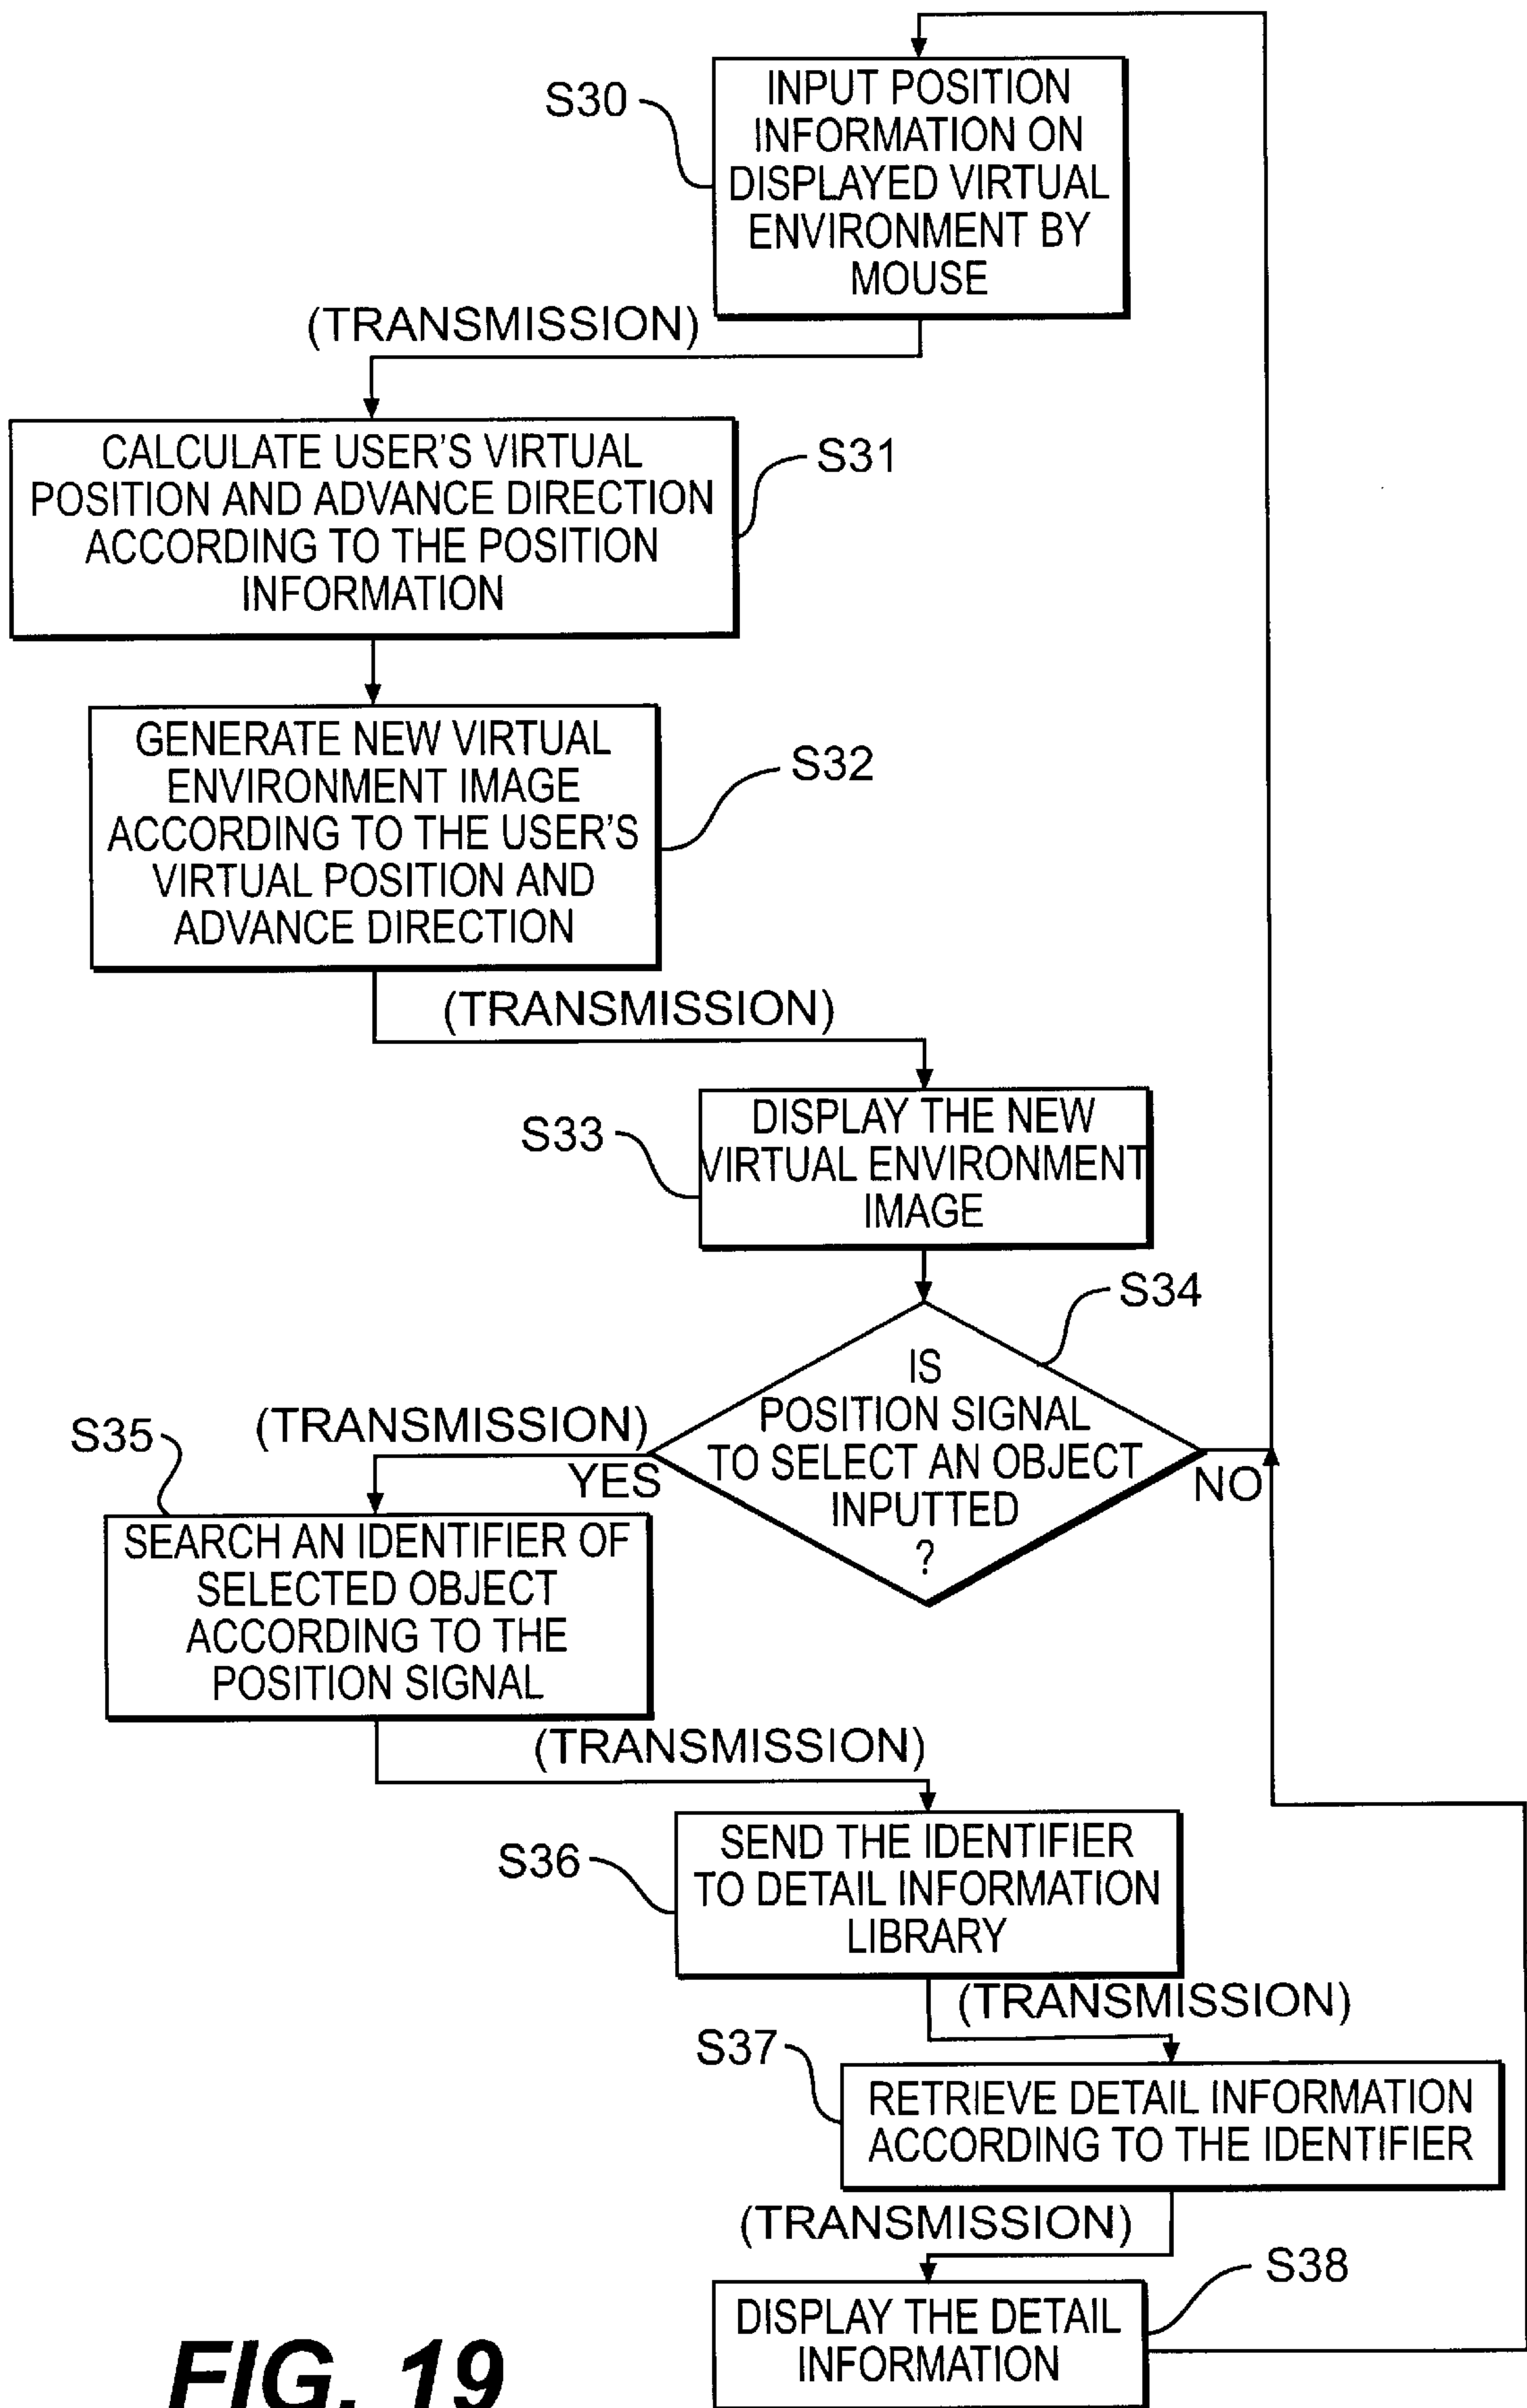 S30
INPUT POSITION
INFORMATION ON
DISPLAYED VIRTUAL
ENVIRONMENT BY
MOUSE
(TRANSMISSION)
CALCULATE USER'S VIRTUAL
POSITION AND ADVANCE DIRECTION
ACCORDING TO THE POSITION
INFORMATION
S31
GENERATE NEW VIRTUAL
ENVIRONMENT IMAGE
ACCORDING TO THE USER'S
VIRTUAL POSITION AND
ADVANCE DIRECTION
S32
(TRANSMISSION)
S33
DISPLAY THE NEW
VIRTUAL ENVIRONMENT
IMAGE
S34
IS
POSITION SIGNAL
TO SELECT AN OBJECT
INPUTTED
?
(TRANSMISSION)
YES
NO
S35
SEARCH AN IDENTIFIER OF
SELECTED OBJECT
ACCORDING TO THE
POSITION SIGNAL
(TRANSMISSION)
S36
SEND THE IDENTIFIER
TO DETAIL INFORMATION
LIBRARY
(TRANSMISSION)
S37
RETRIEVE DETAIL INFORMATION
ACCORDING TO THE IDENTIFIER
(TRANSMISSION)
S38
DISPLAY THE DETAIL
INFORMATION
FIG. 19